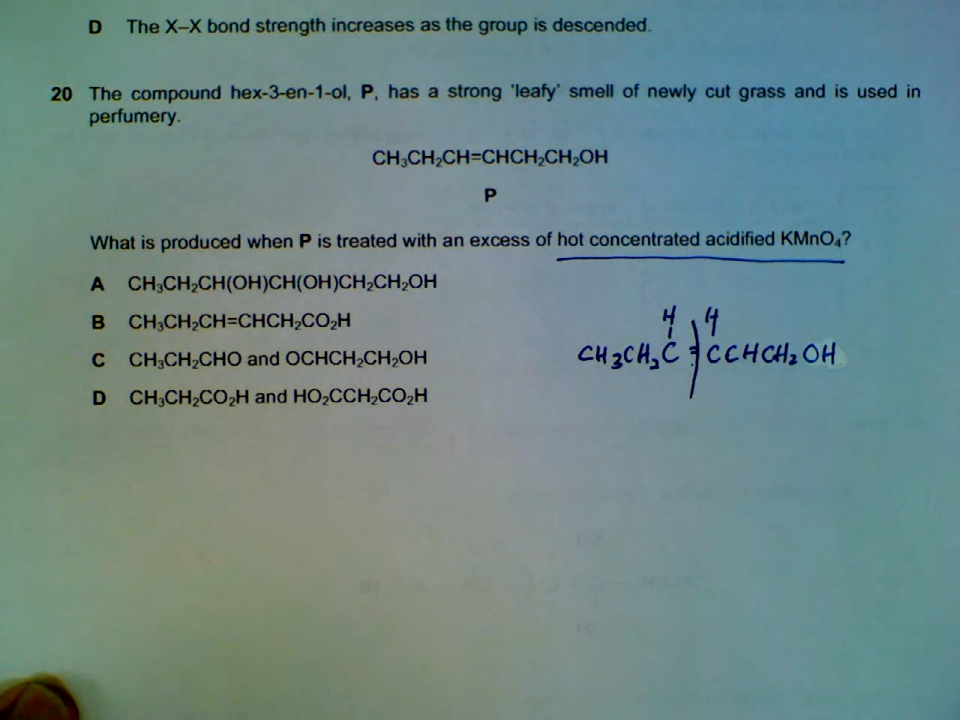 D The X–X bond strength increases as the group is descended.
20 The compound hex-3-en-1-ol, P, has a strong 'leafy' smell of newly cut grass and is used in
perfumery.
CH₃CH₂CH=CHCH₂CH₂OH
P
What is produced when P is treated with an excess of hot concentrated acidified KMnO₄?
A CH₃CH₂CH(OH)CH(OH)CH₂CH₂OH
B CH₃CH₂CH=CHCH₂CO₂H
C CH₃CH₂CHO and OCHCH₂CH₂OH
D CH₃CH₂CO₂H and HO₂CCH₂CO₂H
H H
CH₃CH₂C=CCHCH₂OH